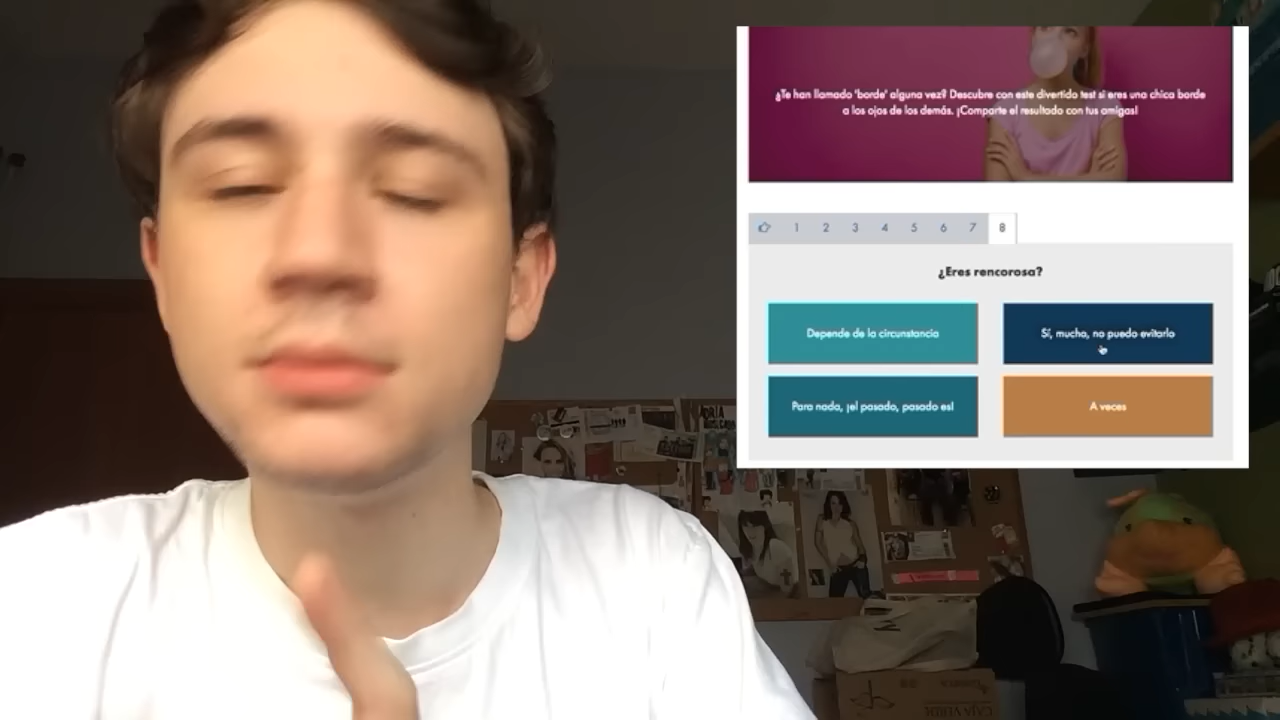 ¿Te han llamado 'borde' alguna vez? Descubre con este divertido test si eres una chica borde
a los ojos de los demás. ¡Comparte el resultado con tus amigas!
1 2 3 4 5 6 7 8
¿Eres rencorosa?
Depende de la circunstancia
Sí, mucho, no puedo evitarlo
Para nada, ¡el pasado, pasado es!
A veces
CAJA VERDE